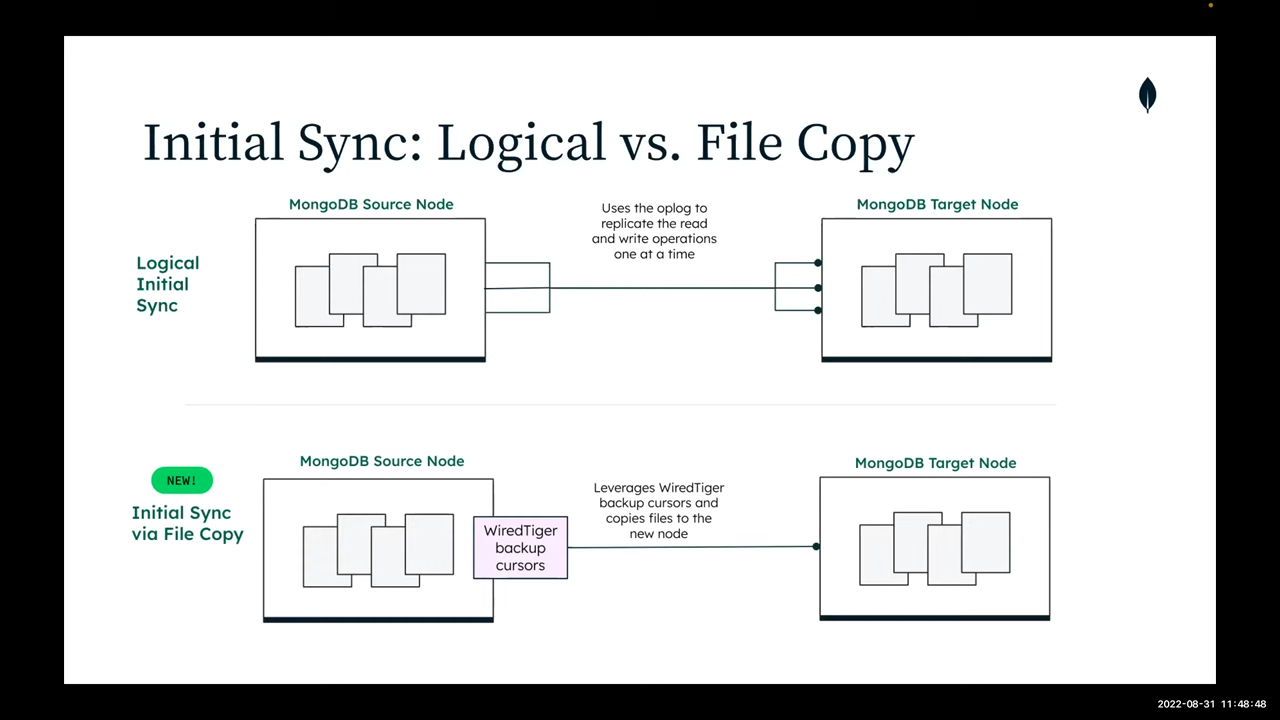 Initial Sync: Logical vs. File Copy
MongoDB Source Node
Uses the oplog to
replicate the read
and write operations
one at a time
MongoDB Target Node
Logical
Initial
Sync
MongoDB Source Node
MongoDB Target Node
NEW!
Initial Sync
via File Copy
WiredTiger
backup
cursors
Leverages WiredTiger
backup cursors and
copies files to the
new node
2022-08-31 11:48:48